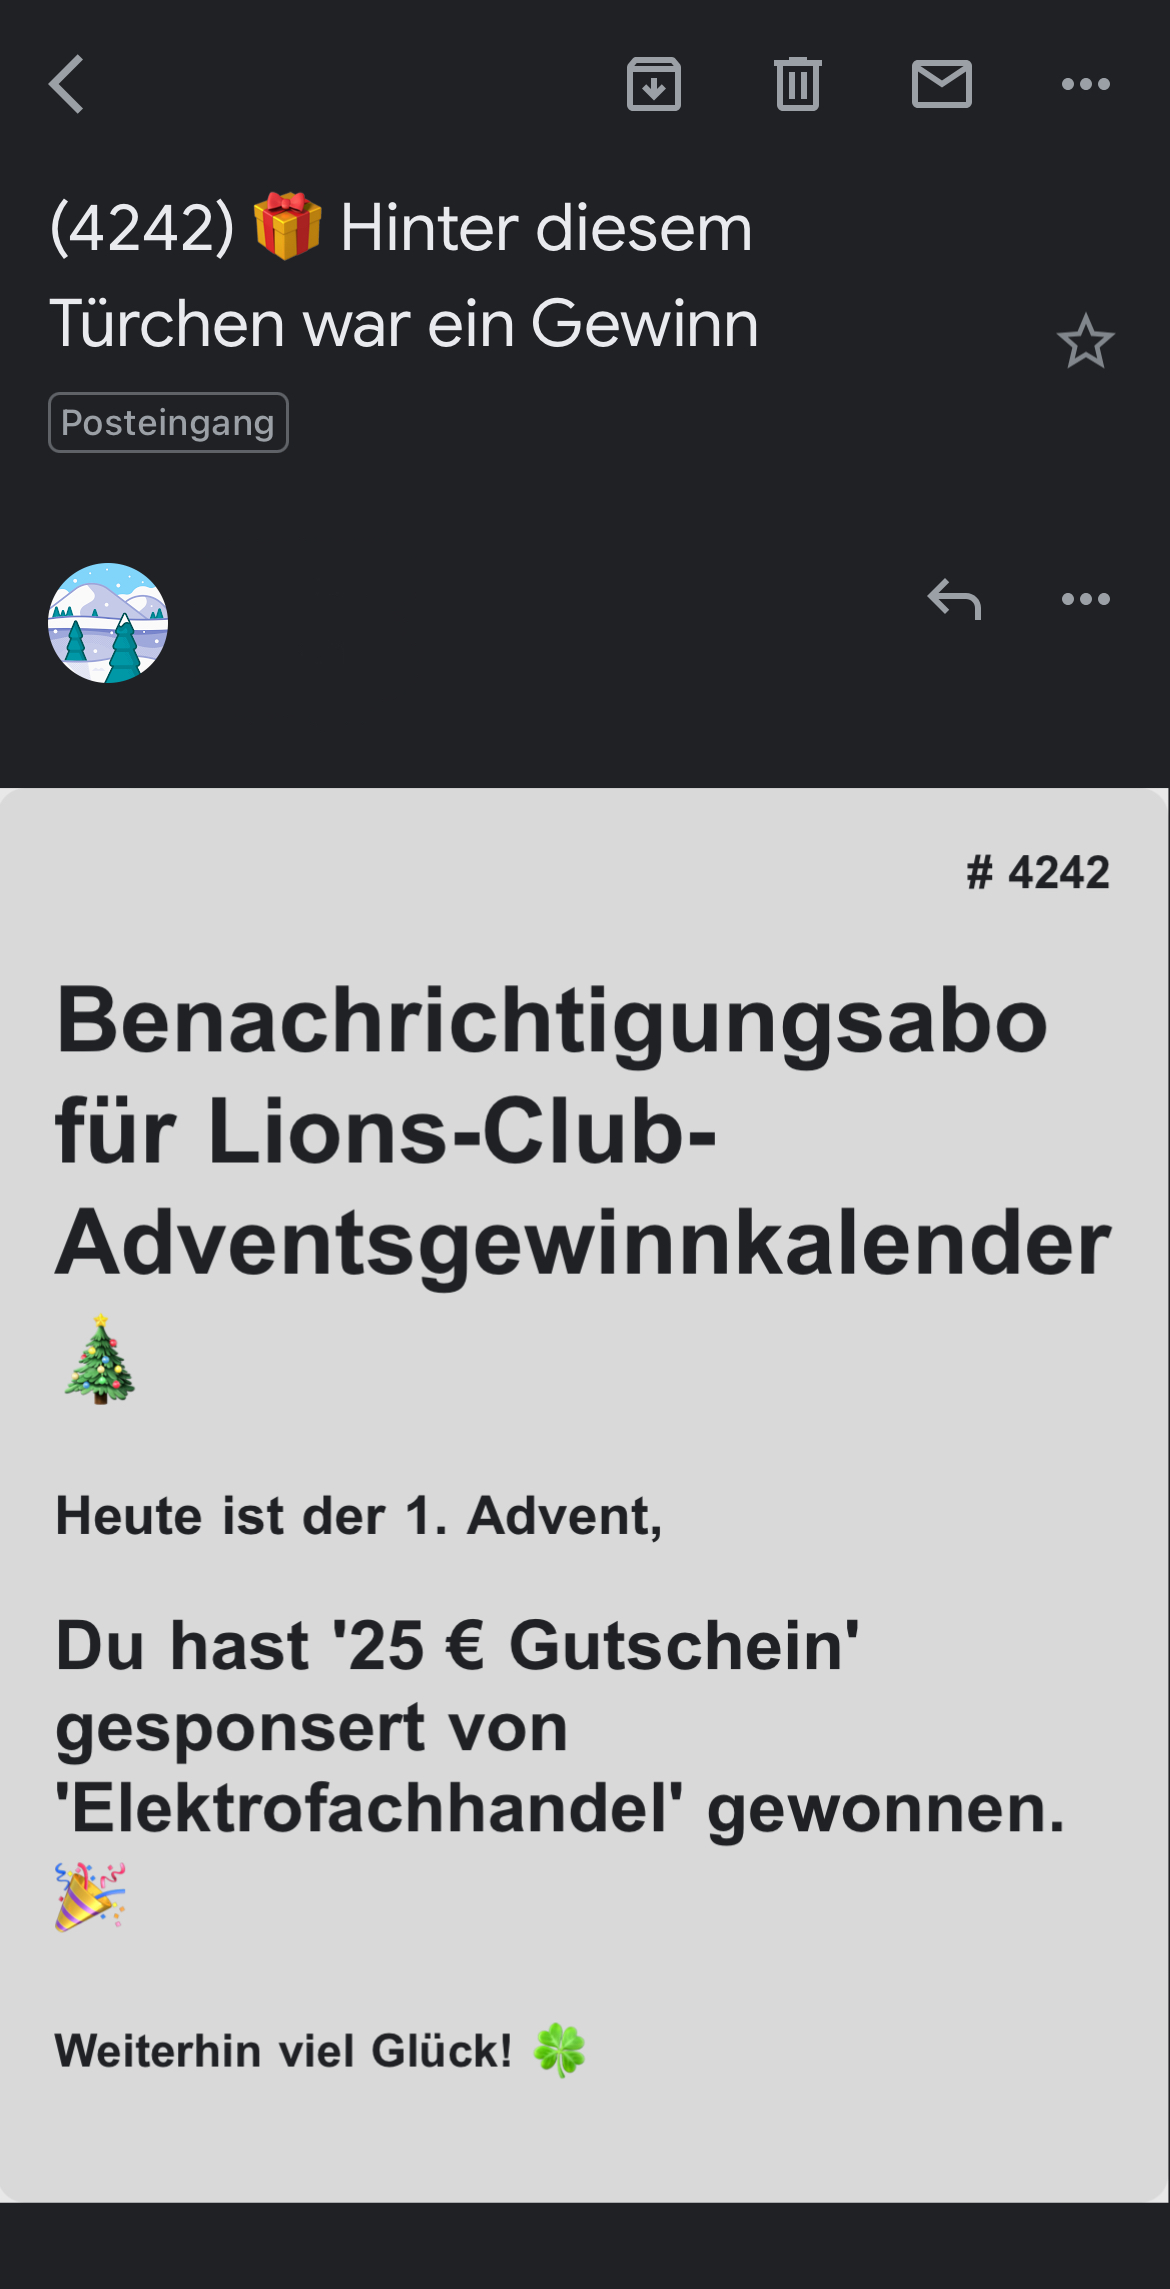 (4242) 🎁 Hinter diesem
Türchen war ein Gewinn
Posteingang
# 4242
Benachrichtigungsabo
für Lions-Club-
Adventsgewinnkalender
🎄
Heute ist der 1. Advent,
Du hast '25 € Gutschein'
gesponsert von
'Elektrofachhandel' gewonnen.
🎉
Weiterhin viel Glück! 🍀